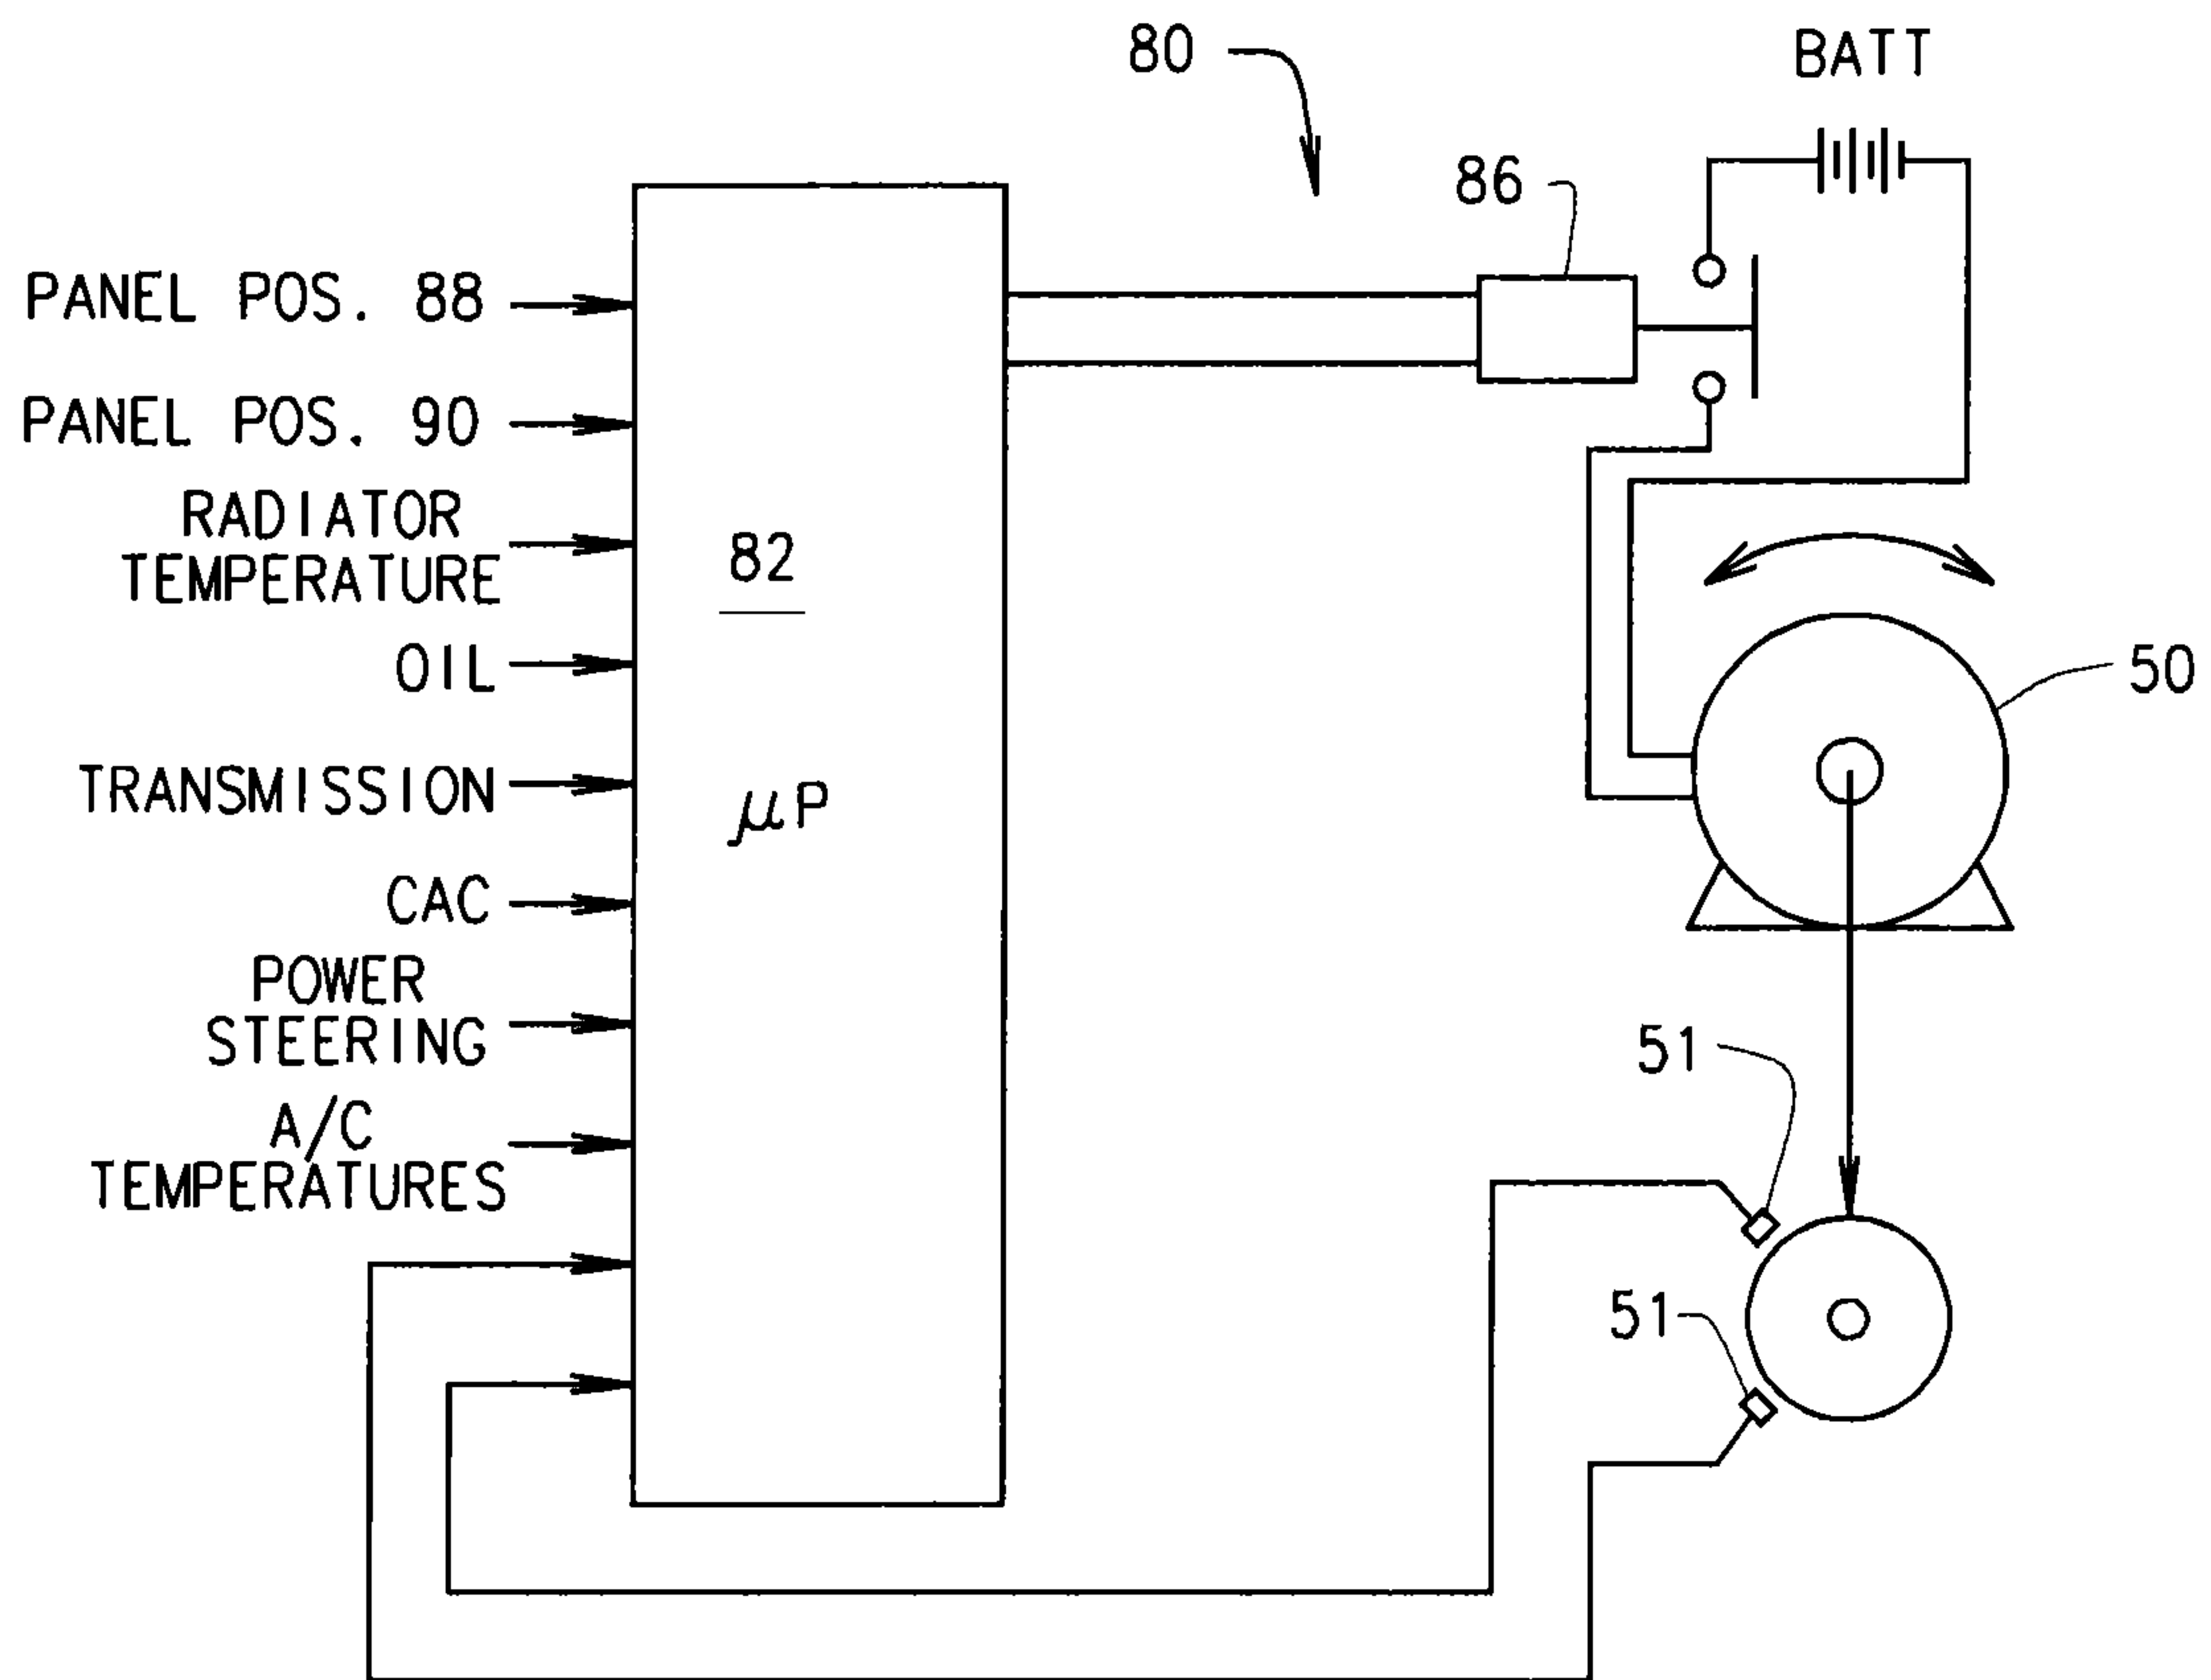 80
BATT
86
PANEL POS. 88
PANEL POS. 90
RADIATOR
TEMPERATURE
82
OIL
50
TRANSMISSION
μP
CAC
POWER
STEERING
51
A/C
TEMPERATURES
51